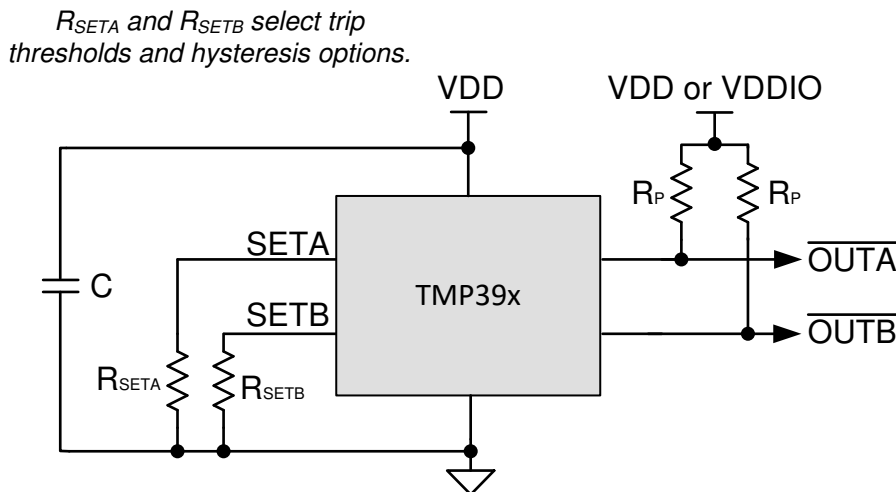 RSETA and RSETB select trip
thresholds and hysteresis options.
VDD
VDD or VDDIO
RP
RP
SETA
OUTA
C
TMP39x
SETB
OUTB
RSETA
RSETB